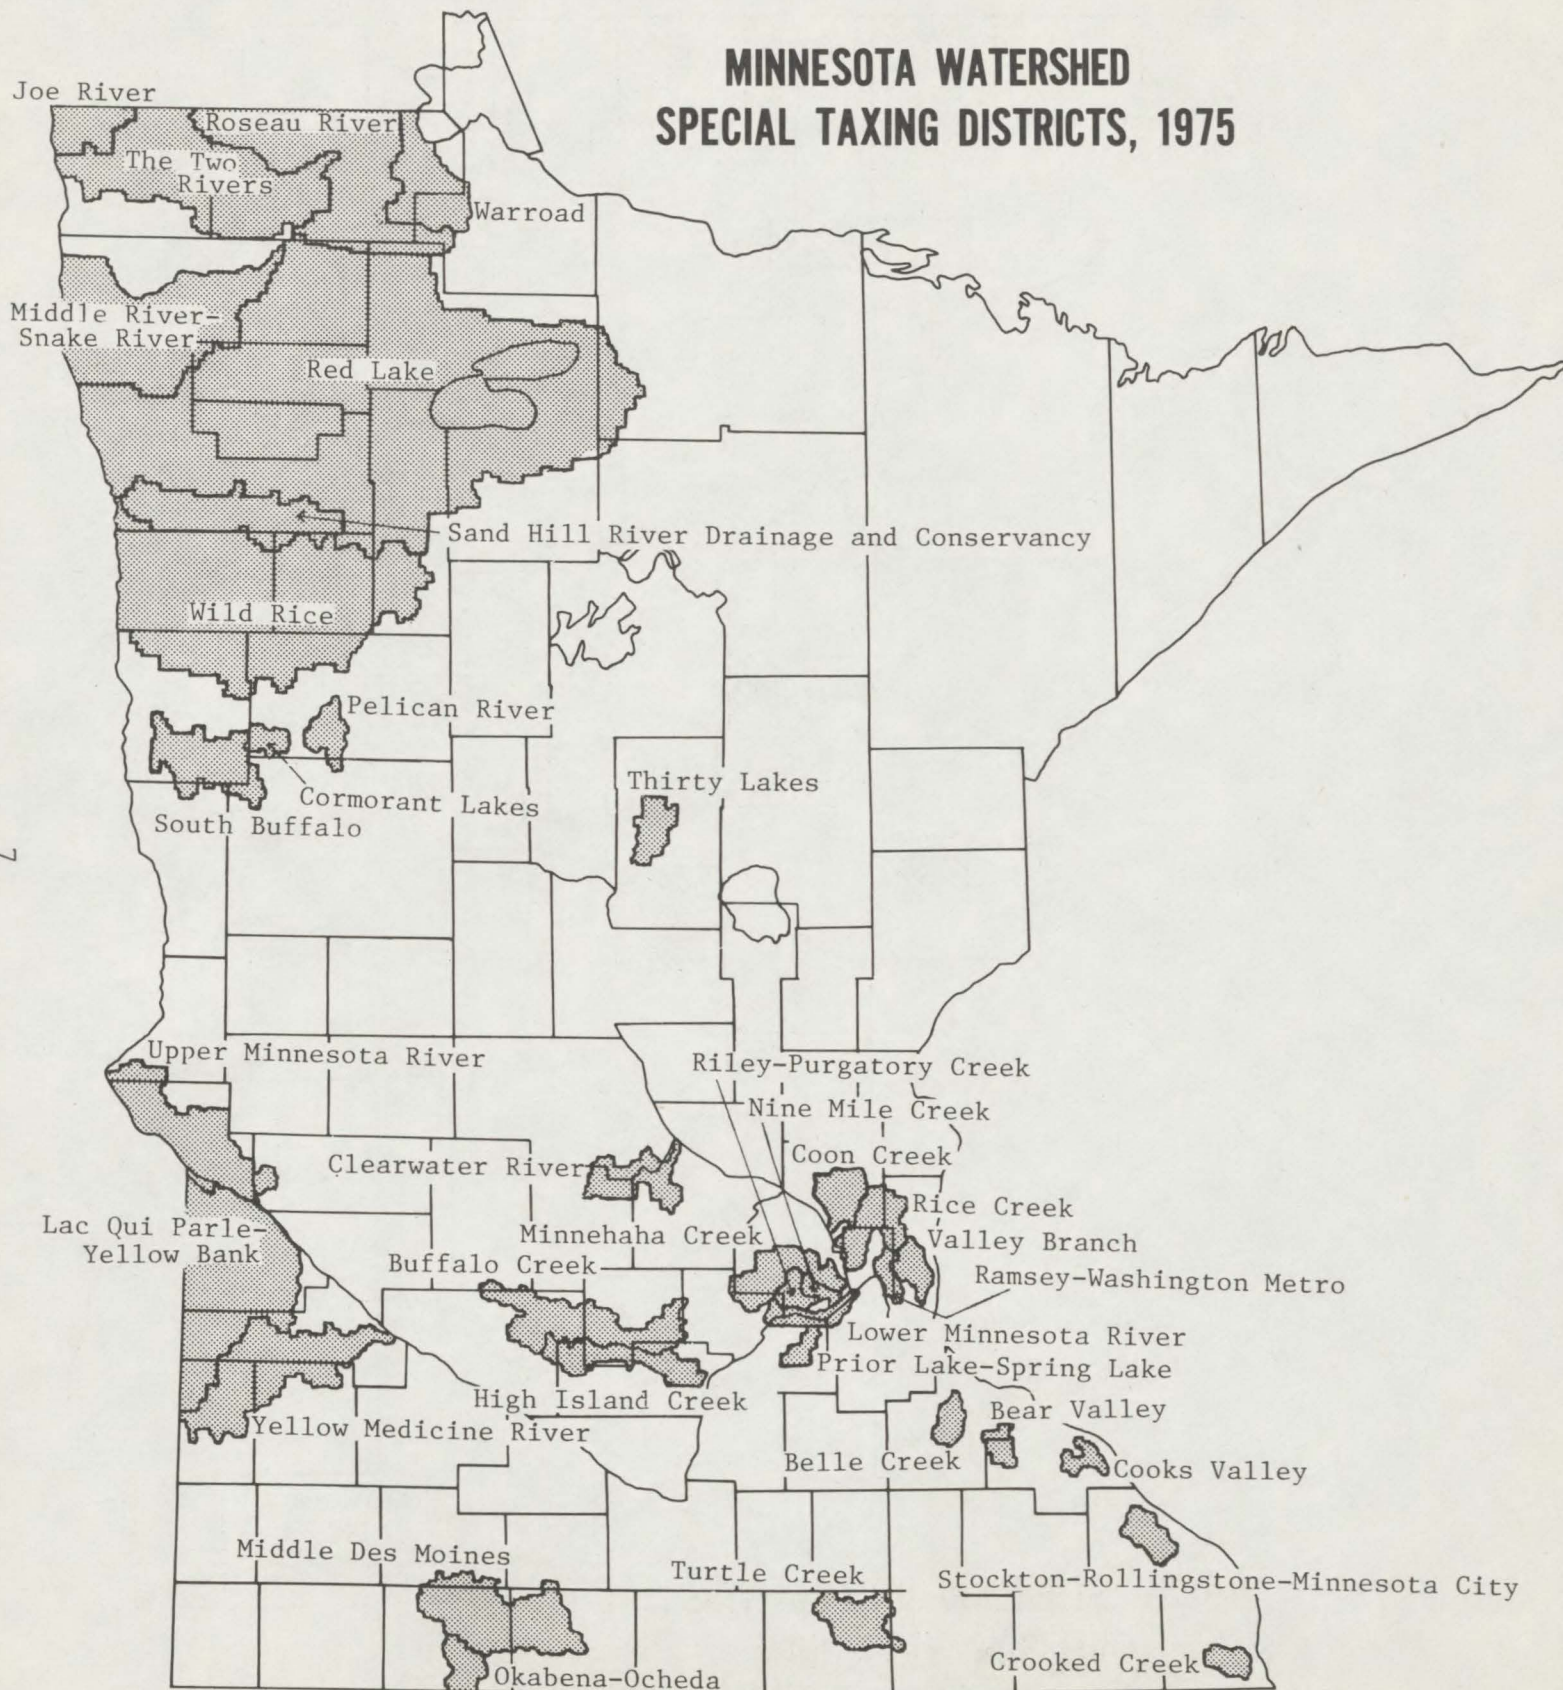 MINNESOTA WATERSHED
SPECIAL TAXING DISTRICTS, 1975
Joe River
Roseau River
The Two
Rivers
Warroad
Middle River-
Snake River
Red Lake
Sand Hill River Drainage and Conservancy
Wild Rice
Pelican River
Thirty Lakes
Cormorant Lakes
South Buffalo
7
Upper Minnesota River
Riley-Purgatory Creek
Nine Mile Creek
Coon Creek
Clearwater River
Rice Creek
Lac Qui Parle-
Yellow Bank
Minnehaha Creek
Valley Branch
Buffalo Creek
Ramsey-Washington Metro
Lower Minnesota River
Prior Lake-Spring Lake
High Island Creek
Bear Valley
Yellow Medicine River
Belle Creek
Cooks Valley
Middle Des Moines
Turtle Creek
Stockton-Rollingstone-Minnesota City
Crooked Creek
Okabena-Ocheda